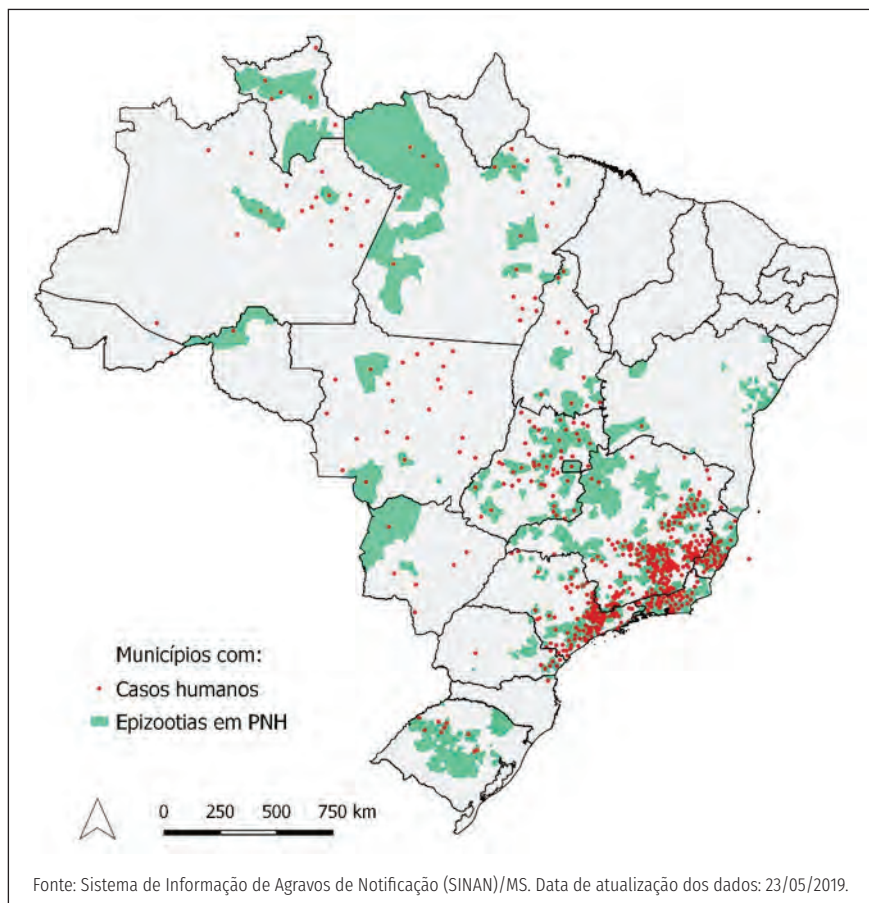 Municípios com:
Casos humanos
Epizootias em PNH
0 250 500 750 km
Fonte: Sistema de Informação de Agravos de Notificação (SINAN)/MS. Data de atualização dos dados: 23/05/2019.